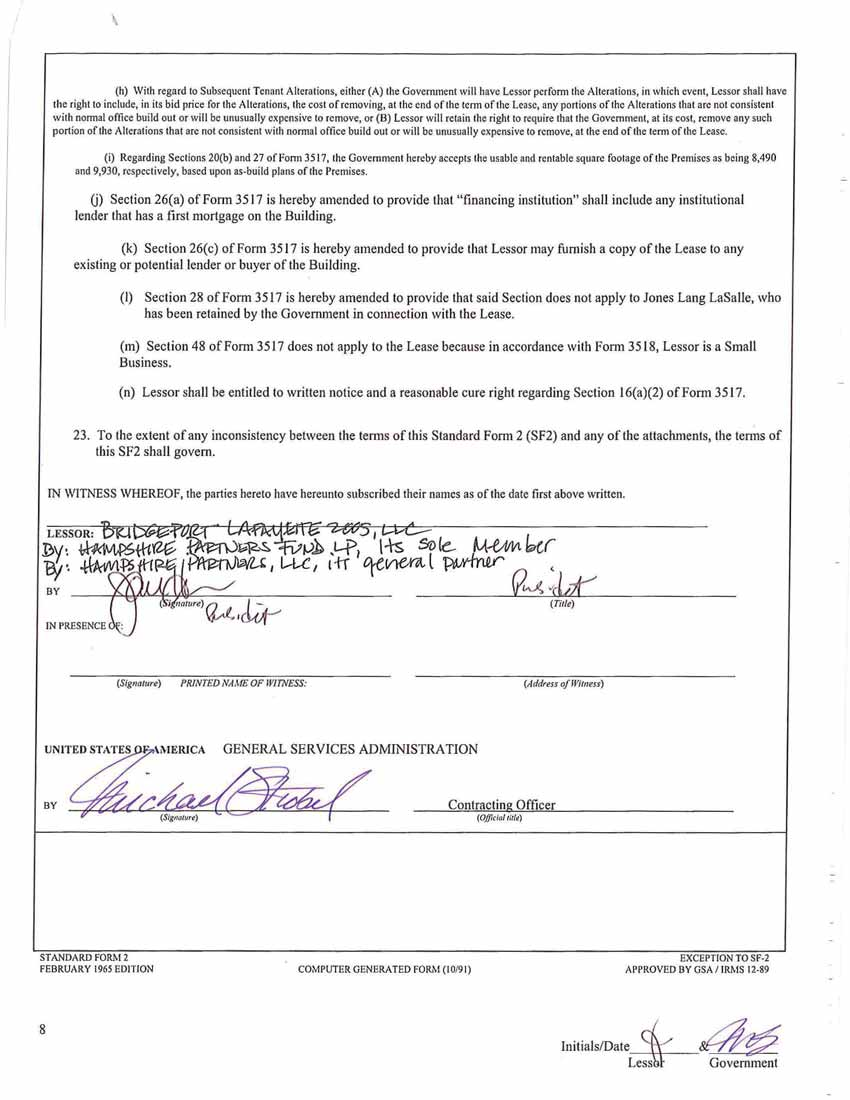 (h) With regard to Subsequent Tenant Alterations, either (A) the Government will have Lessor perform the Alterations, in which event, Lessor shall have
the right to include, in its bid price for the Alterations, the cost of removing, at the end of the term of the Lease, any portions of the Alterations that are not consistent
with normal office build out or will be unusually expensive to remove, or (B) Lessor will retain the right to require that the Government, at its cost, remove any such
portion of the Alterations that are not consistent with normal office build out or will be unusually expensive to remove, at the end of the term of the Lease.
(i) Regarding Sections 20(b) and 27 of Form 3517, the Government hereby accepts the usable and rentable square footage of the Premises as being 8,490
and 9,930, respectively, based upon as-build plans of the Premises.
(j) Section 26(a) of Form 3517 is hereby amended to provide that “financing institution” shall include any institutional
lender that has a first mortgage on the Building.
(k) Section 26(c) of Form 3517 is hereby amended to provide that Lessor may furnish a copy of the Lease to any
existing or potential lender or buyer of the Building.
(l) Section 28 of Form 3517 is hereby amended to provide that said Section does not apply to Jones Lang LaSalle, who
has been retained by the Government in connection with the Lease.
(m) Section 48 of Form 3517 does not apply to the Lease because in accordance with Form 3518, Lessor is a Small
Business.
(n) Lessor shall be entitled to written notice and a reasonable cure right regarding Section 16(a)(2) of Form 3517.
23. To the extent of any inconsistency between the terms of this Standard Form 2 (SF2) and any of the attachments, the terms of
this SF2 shall govern.
IN WITNESS WHEREOF, the parties hereto have hereunto subscribed their names as of the date first above written.
LESSOR: BRIDGEPORT LAFAYETTE 2005, LLC
By: HAMPSHIRE PARTNERS FUND LP, Its sole Member
By: HAMPSHIRE PARTNERS, LLC, its general partner
BY President
(Signature) President (Title)
IN PRESENCE OF:
(Signature) PRINTED NAME OF WITNESS: (Address of Witness)
UNITED STATES OF AMERICA GENERAL SERVICES ADMINISTRATION
BY Michael Strobel Contracting Officer
(Signature) (Official title)
STANDARD FORM 2 EXCEPTION TO SF-2
FEBRUARY 1965 EDITION COMPUTER GENERATED FORM (10/91) APPROVED BY GSA / IRMS 12-89
8
Initials/Date &
Lessor Government